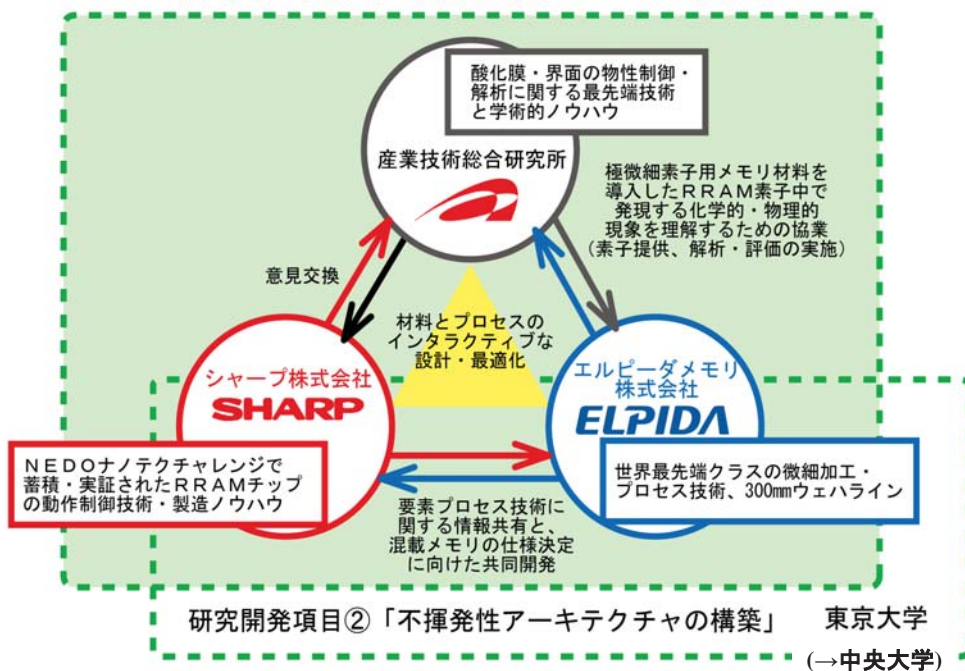 酸化膜・界面の物性制御・
解析に関する最先端技術
と学術的ノウハウ
産業技術総合研究所
極微細素子用メモリ材料を
導入したRRAM素子中で
発現する化学的・物理的
現象を理解するための協業
(素子提供、解析・評価の実施)
意見交換
材料とプロセスの
インタラクティブな
設計・最適化
シャープ株式会社
SHARP
エルピーダメモリ
株式会社
ELPIDA
NEDOナノテクチャレンジで
蓄積・実証されたRRAMチップ
の動作制御技術・製造ノウハウ
世界最先端クラスの微細加工・
プロセス技術、300mmウェハライン
要素プロセス技術に
関する情報共有と、
混載メモリの仕様決定
に向けた共同開発
研究開発項目②「不揮発性アーキテクチャの構築」 東京大学
(→中央大学)